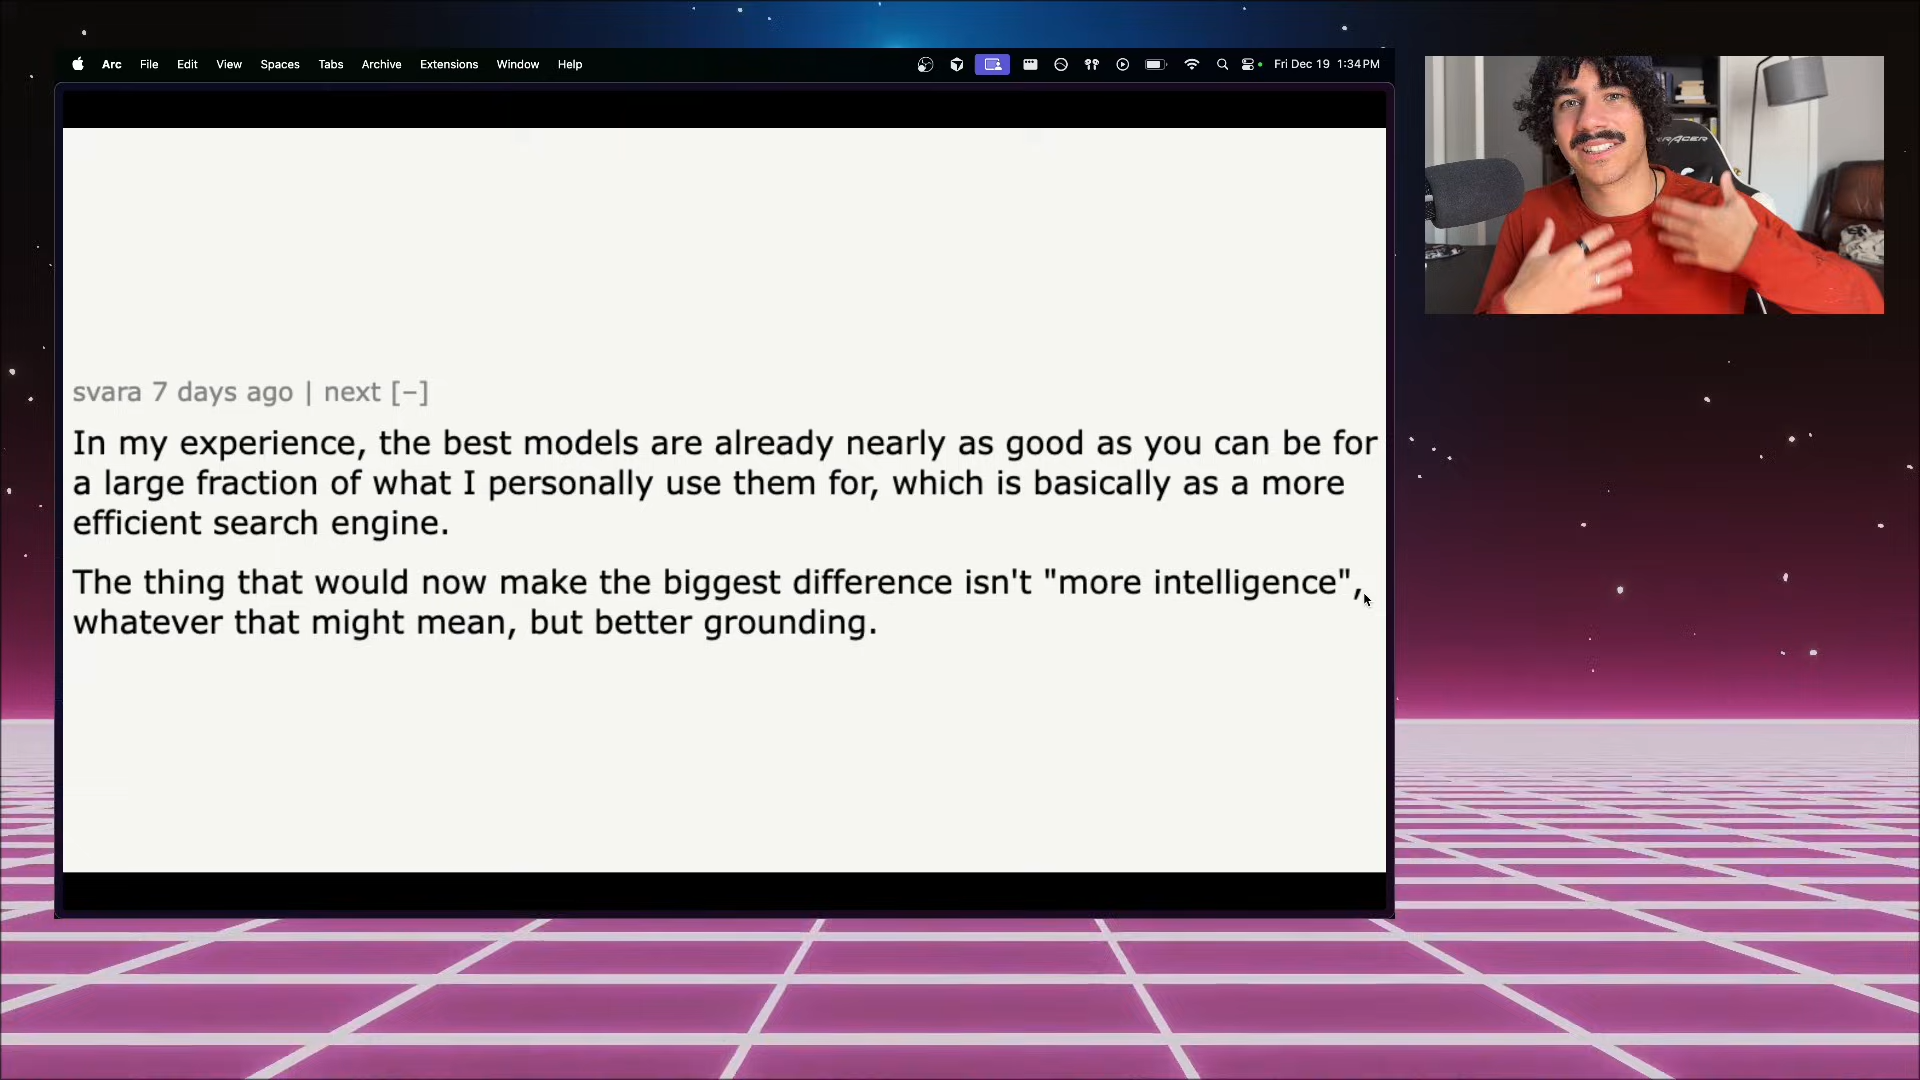 Arc File Edit View Spaces Tabs Archive Extensions Window Help Fri Dec 19 1:34 PM
svara 7 days ago | next [–]
In my experience, the best models are already nearly as good as you can be for
a large fraction of what I personally use them for, which is basically as a more
efficient search engine.
The thing that would now make the biggest difference isn't "more intelligence",
whatever that might mean, but better grounding.